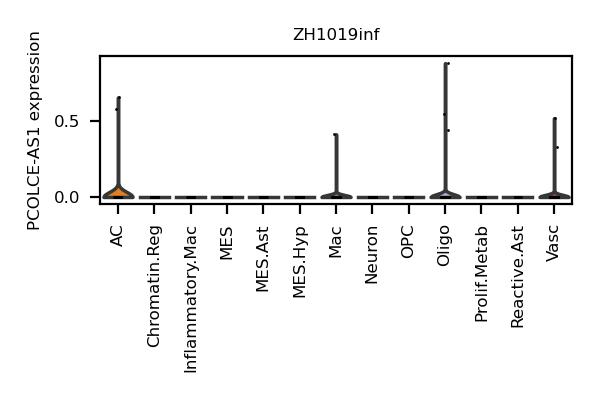 ZH1019inf
PCOLCE-AS1 expression
0.5
0.0
AC
Chromatin.Reg
Inflammatory.Mac
MES
MES.Ast
MES.Hyp
Mac
Neuron
OPC
Oligo
Prolif.Metab
Reactive.Ast
Vasc